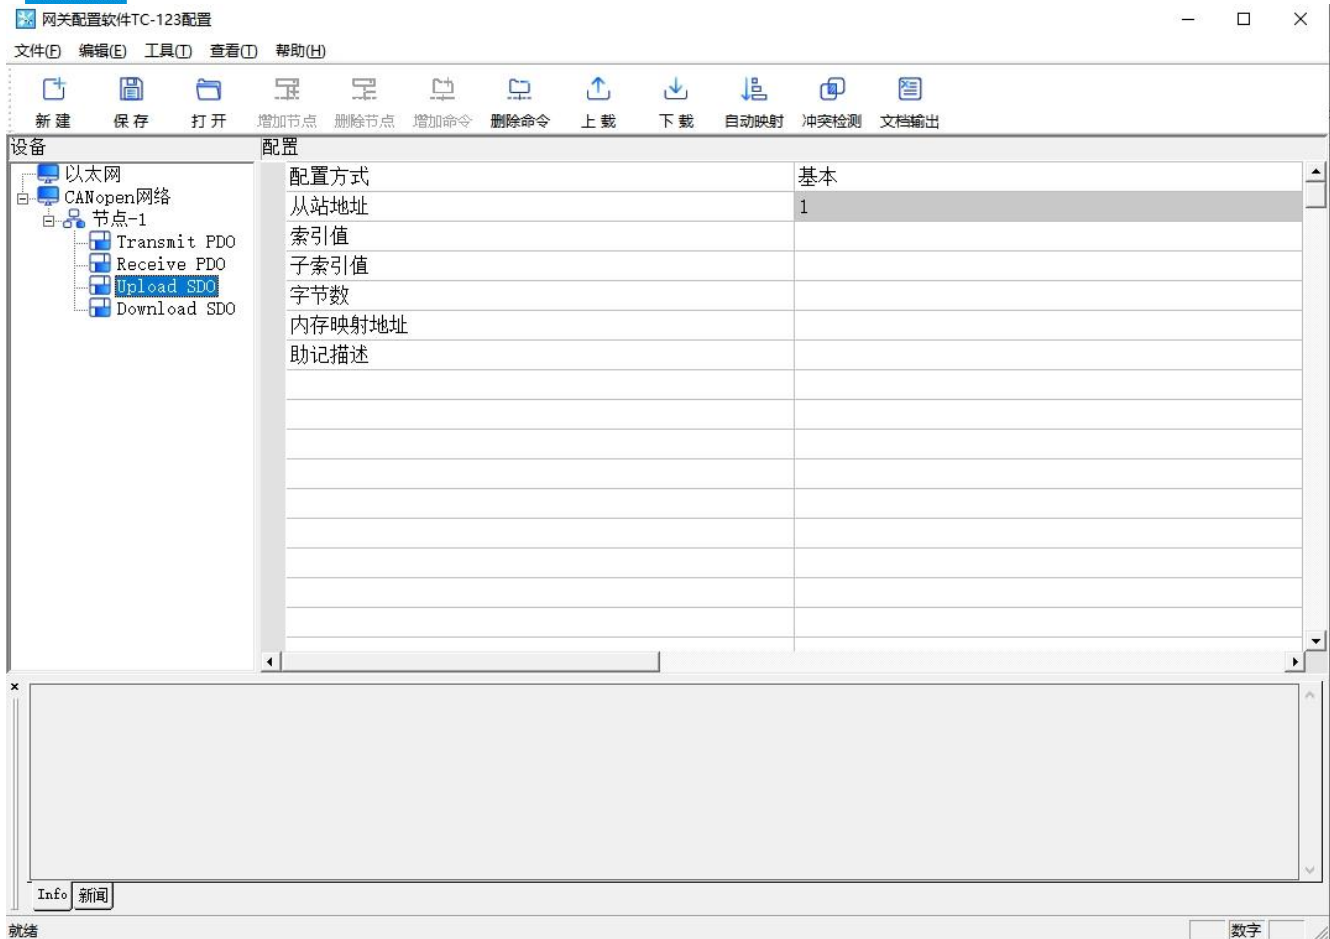 网关配置软件TC-123配置
文件(F) 编辑(E) 工具(T) 查看(T) 帮助(H)
新建 保存 打开 增加节点 删除节点 增加命令 删除命令 上载 下载 自动映射 冲突检测 文档输出
设备 配置
以太网
CANopen网络
节点-1
Transmit PDO
Receive PDO
Upload SDO
Download SDO
配置方式 基本
从站地址 1
索引值
子索引值
字节数
内存映射地址
助记描述
Info 新闻
就绪 数字